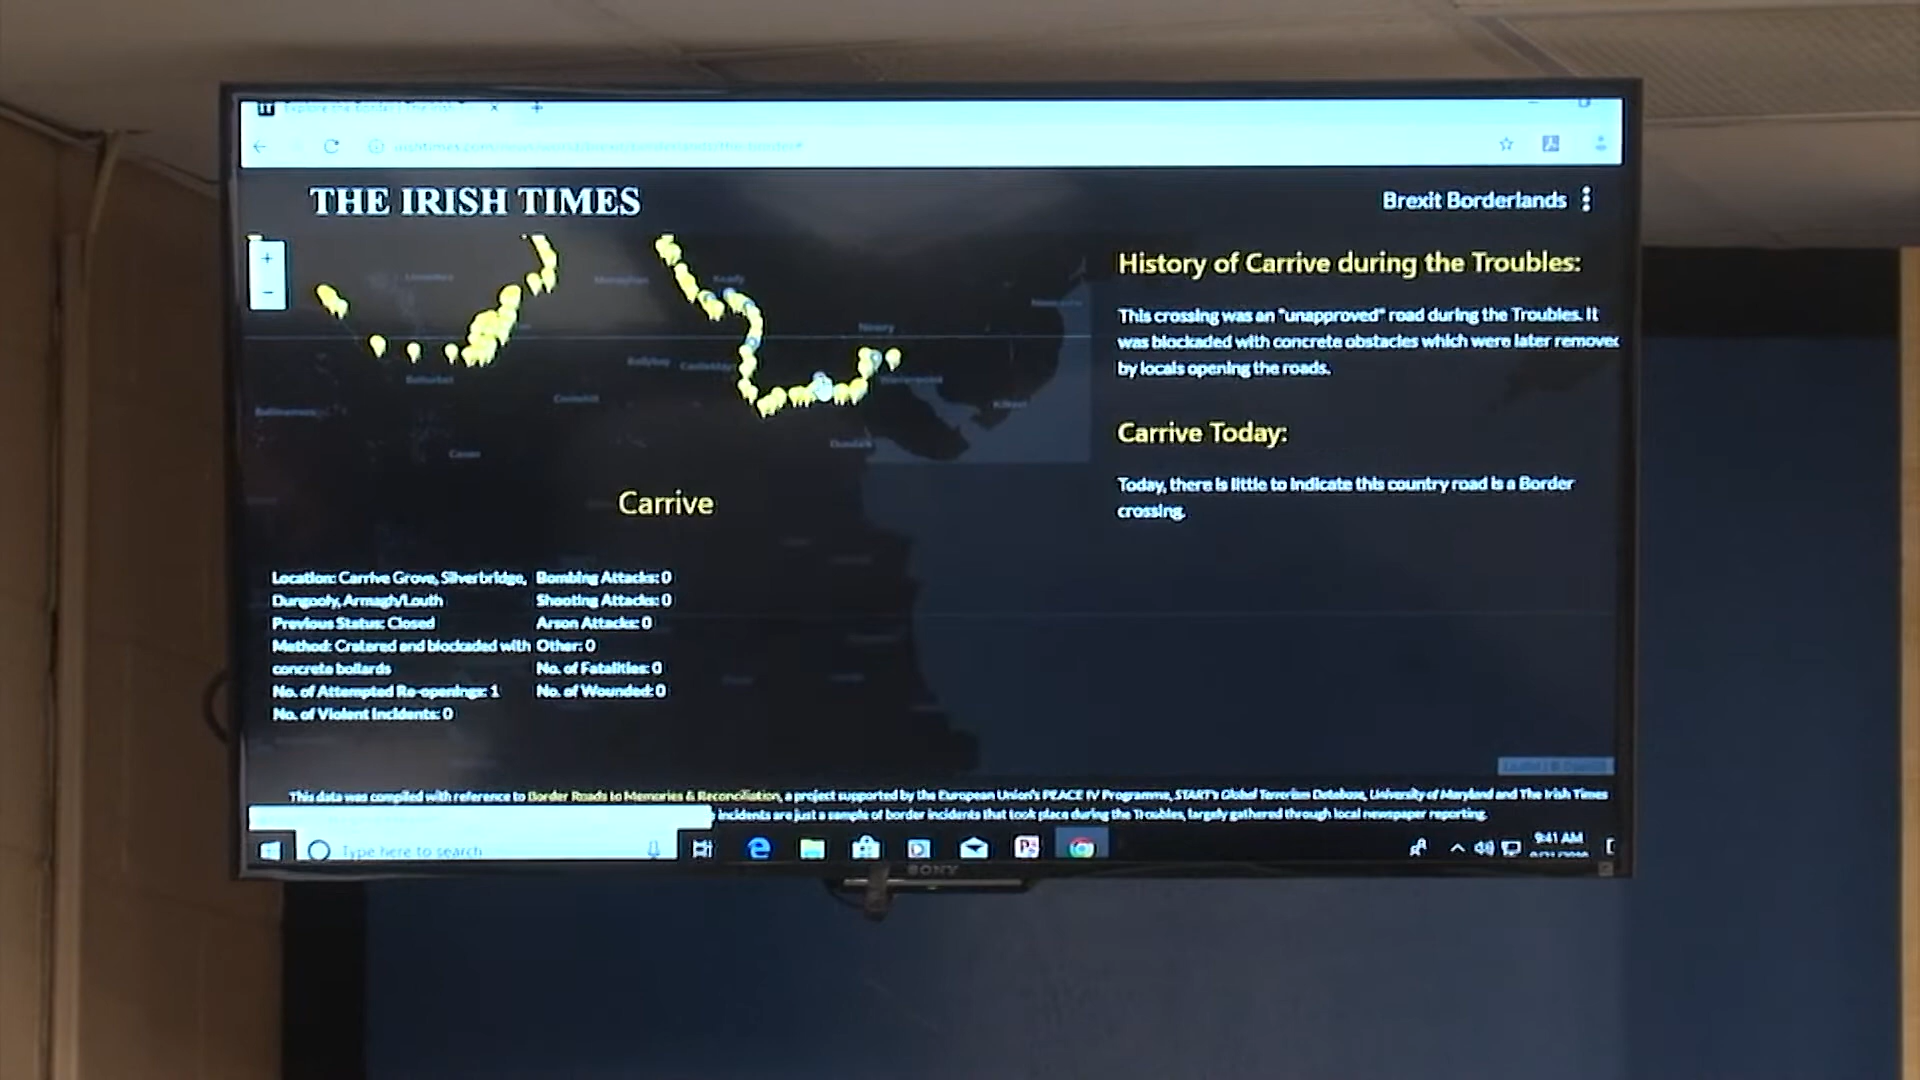 THE IRISH TIMES
Brexit Borderlands
+
−
Keady
Newry
Dundalk
Cavan
Kilkeel
History of Carrive during the Troubles:
This crossing was an "unapproved" road during the Troubles. It
was blockaded with concrete obstacles which were later remove
by locals opening the roads.
Carrive Today:
Today, there is little to indicate this country road is a Border
crossing.
Carrive
Location: Carrive Grove, Silverbridge,
Dungooly, Armagh/Louth
Previous Status: Closed
Method: Cratered and blockaded with
concrete bollards
No. of Attempted Re-openings: 1
No. of Violent Incidents: 0
Bombing Attacks: 0
Shooting Attacks: 0
Arson Attacks: 0
Other: 0
No. of Fatalities: 0
No. of Wounded: 0
This data was compiled with reference to Border Roads to Memories & Reconciliation, a project supported by the European Union's PEACE IV Programme, START's Global Terrorism Database, University of Maryland and The Irish Times
incidents are just a sample of border incidents that took place during the Troubles, largely gathered through local newspaper reporting.
Type here to search
9:41 AM
SONY